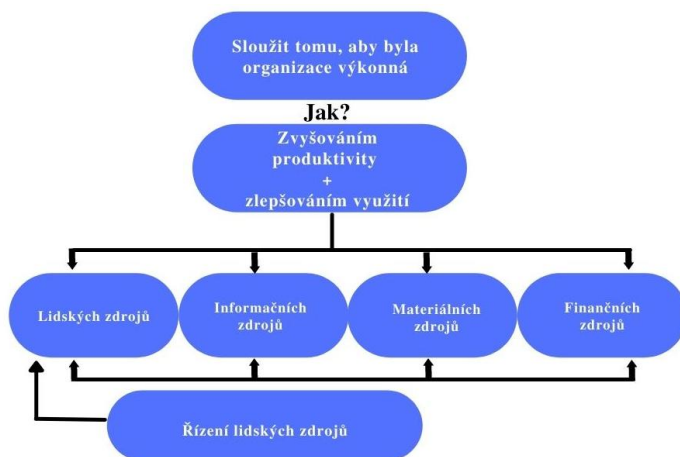 Sloužit tomu, aby byla
organizace výkonná
Jak?
Zvyšováním
produktivity
+
zlepšováním využití
Lidských zdrojů
Informačních
zdrojů
Materiálních
zdrojů
Finančních
zdrojů
Řízení lidských zdrojů